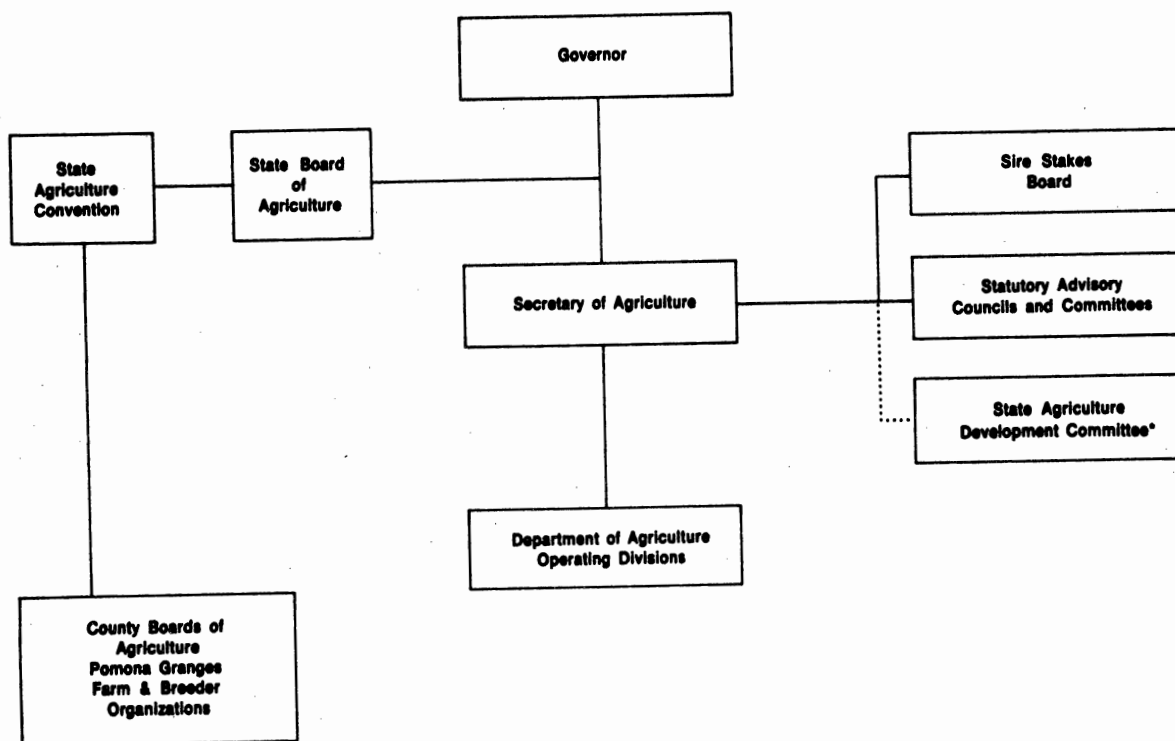 Governor
State
Agriculture
Convention
State Board
of
Agriculture
Sire Stakes
Board
Secretary of Agriculture
Statutory Advisory
Councils and Committees
State Agriculture
Development Committee*
Department of Agriculture
Operating Divisions
County Boards of
Agriculture
Pomona Granges
Farm & Breeder
Organizations